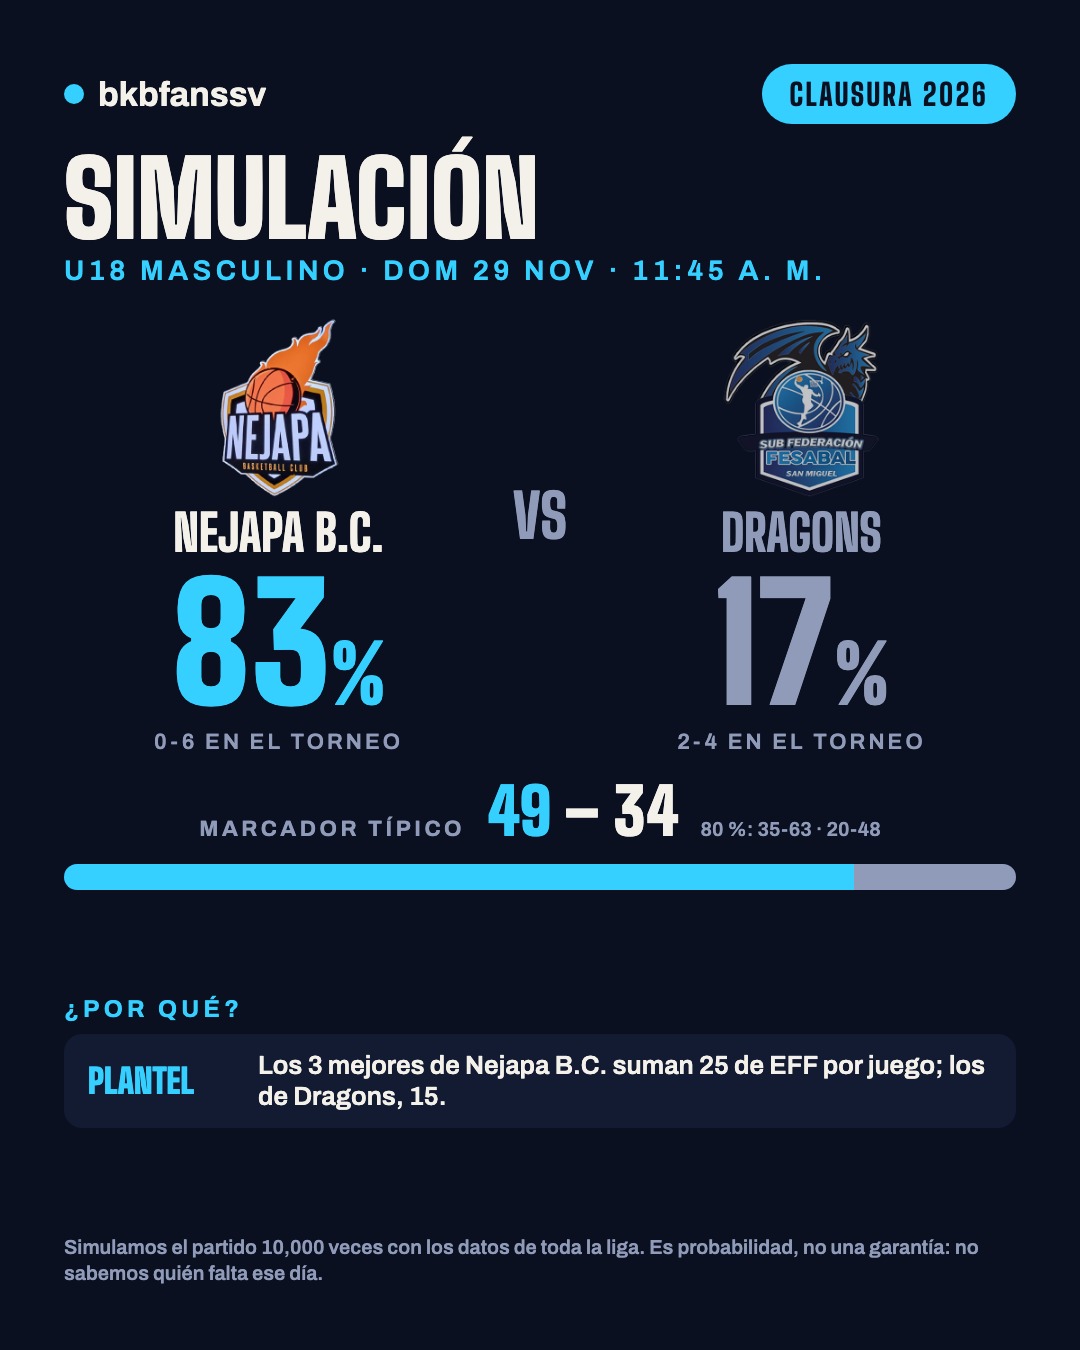 bkbfanssv
CLAUSURA 2026
SIMULACIÓN
U18 MASCULINO · DOM 29 NOV · 11:45 A. M.
NEJAPA
BASKETBALL CLUB
SUB FEDERACIÓN
FESABAL
SAN MIGUEL
NEJAPA B.C.
VS
DRAGONS
83%
17%
0-6 EN EL TORNEO
2-4 EN EL TORNEO
MARCADOR TÍPICO 49 – 34 80 %: 35-63 · 20-48
¿POR QUÉ?
PLANTEL
Los 3 mejores de Nejapa B.C. suman 25 de EFF por juego; los
de Dragons, 15.
Simulamos el partido 10,000 veces con los datos de toda la liga. Es probabilidad, no una garantía: no
sabemos quién falta ese día.